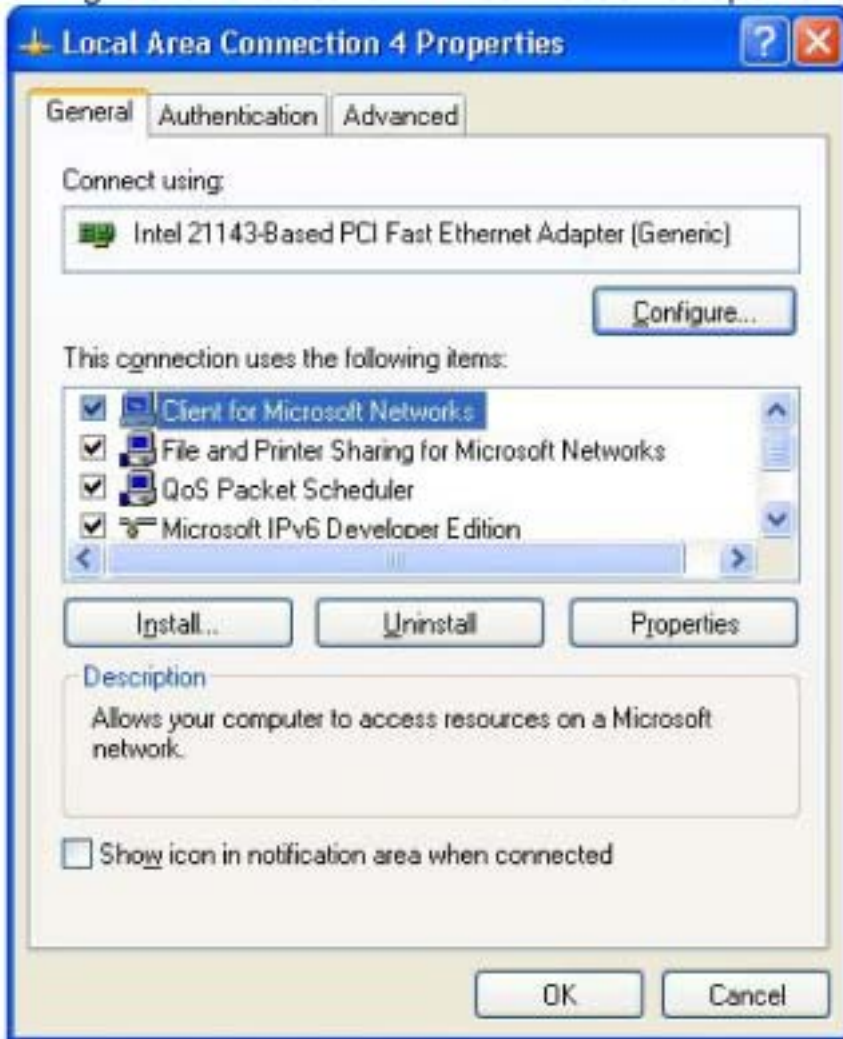 Local Area Connection 4 Properties
General Authentication Advanced
Connect using:
Intel 21143-Based PCI Fast Ethernet Adapter (Generic)
Configure...
This connection uses the following items:
Client for Microsoft Networks
File and Printer Sharing for Microsoft Networks
QoS Packet Scheduler
Microsoft IPv6 Developer Edition
Install... Uninstall Properties
Description
Allows your computer to access resources on a Microsoft
network.
Show icon in notification area when connected
OK Cancel